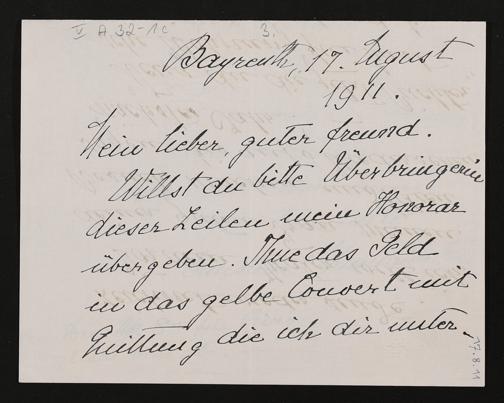 V A 32-1c
3.
Bayreuth, 17. August
1911.
Mein lieber, guter Freund.
Willst du bitte Überbringerin
dieser Zeilen mein Honorar
übergeben. Thue das Geld
in das gelbe Couvert mit
Quittung die ich dir unter-
17.8.11